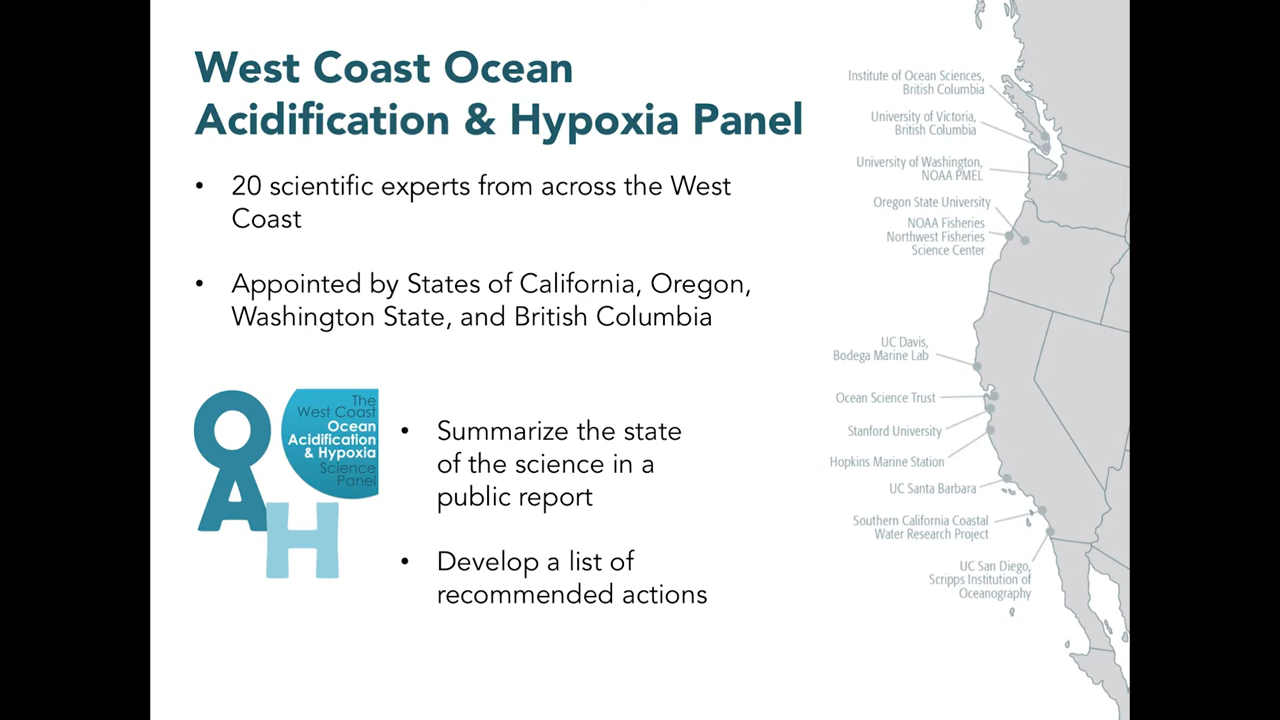 West Coast Ocean
Acidification & Hypoxia Panel
• 20 scientific experts from across the West
Coast
• Appointed by States of California, Oregon,
Washington State, and British Columbia
OAH
The
West Coast
Ocean
Acidification
& Hypoxia
Science
Panel
• Summarize the state
of the science in a
public report
• Develop a list of
recommended actions
Institute of Ocean Sciences,
British Columbia
University of Victoria,
British Columbia
University of Washington,
NOAA PMEL
Oregon State University
NOAA Fisheries
Northwest Fisheries
Science Center
UC Davis,
Bodega Marine Lab
Ocean Science Trust
Stanford University
Hopkins Marine Station
UC Santa Barbara
Southern California Coastal
Water Research Project
UC San Diego,
Scripps Institution of
Oceanography